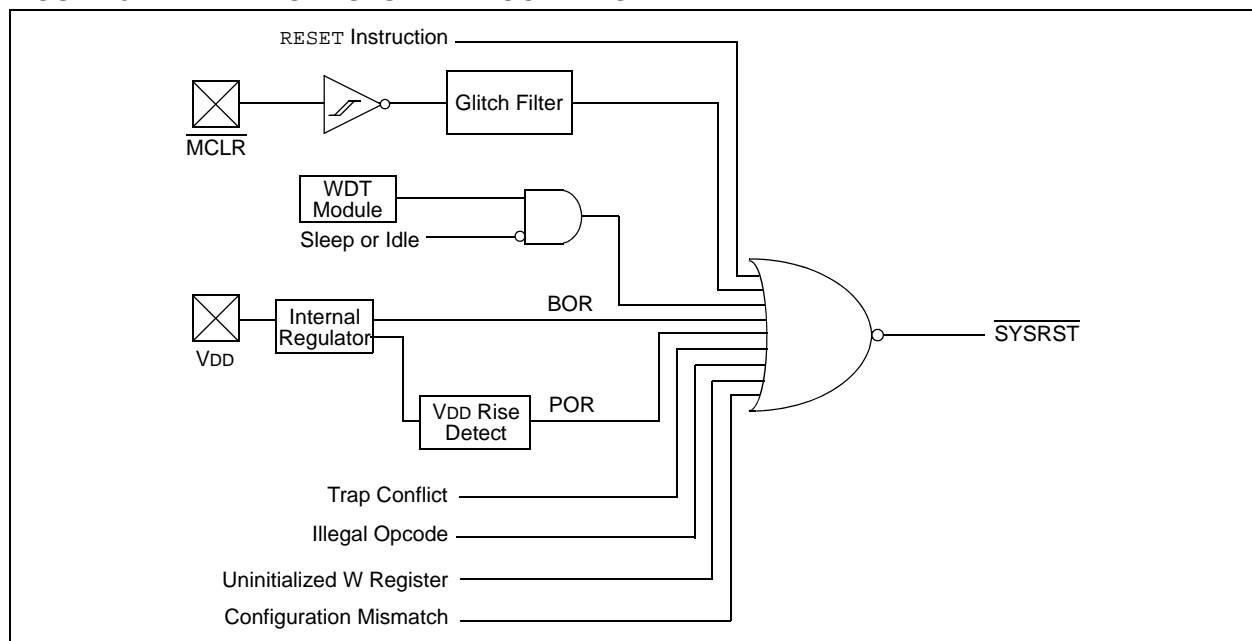 RESET Instruction
Glitch Filter
MCLR
WDT
Module
Sleep or Idle
BOR
Internal
Regulator
VDD
SYSRST
VDD Rise
Detect
POR
Trap Conflict
Illegal Opcode
Uninitialized W Register
Configuration Mismatch